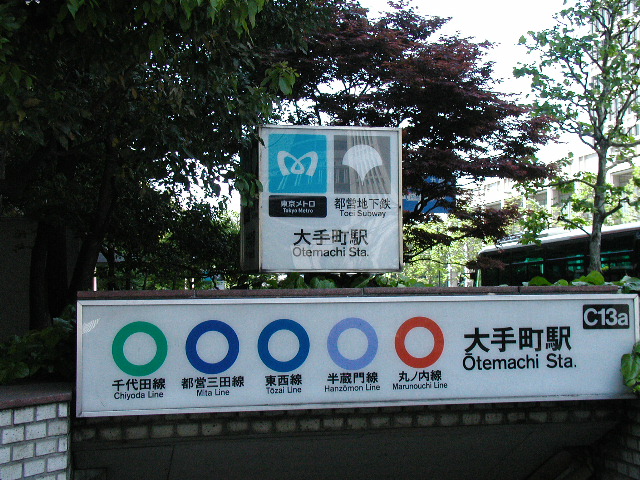 東京メトロ
Tokyo Metro
都営地下鉄
Toei Subway
大手町駅
Ōtemachi Sta.
千代田線
Chiyoda Line
都営三田線
Mita Line
東西線
Tōzai Line
半蔵門線
Hanzōmon Line
丸ノ内線
Marunouchi Line
大手町駅
Ōtemachi Sta.
C13a